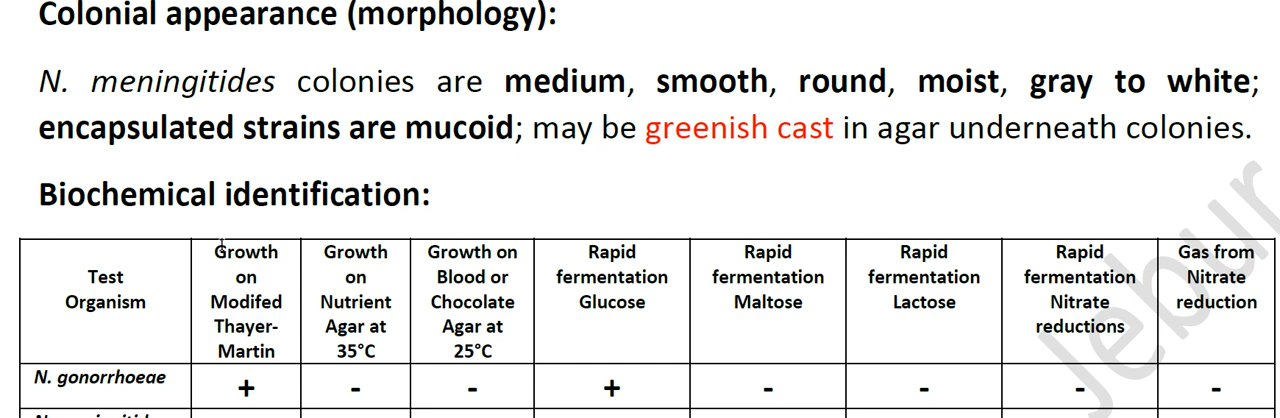 Colonial appearance (morphology):
N. meningitides colonies are medium, smooth, round, moist, gray to white;
encapsulated strains are mucoid; may be greenish cast in agar underneath colonies.
Biochemical identification:
Test Organism
Growth on Modifed Thayer-Martin
Growth on Nutrient Agar at 35°C
Growth on Blood or Chocolate Agar at 25°C
Rapid fermentation Glucose
Rapid fermentation Maltose
Rapid fermentation Lactose
Rapid fermentation Nitrate reductions
Gas from Nitrate reduction
N. gonorrhoeae + - - + - - - -
Jebur